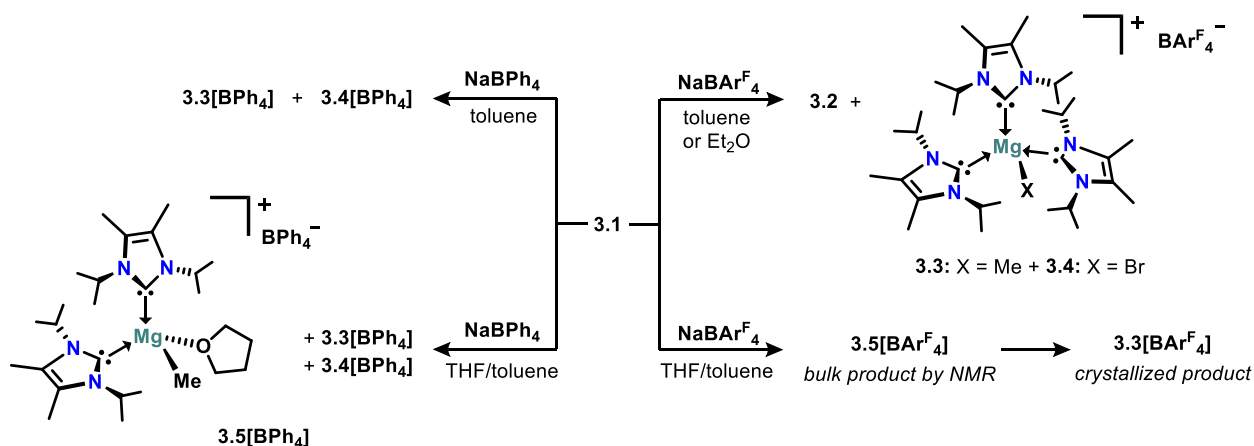 3.3[BPh4] + 3.4[BPh4]
NaBPh4
toluene
NaBArF4
toluene
or Et2O
3.2 +
+
BArF4−
N
N
Mg
N
N
N
N
X
3.3: X = Me + 3.4: X = Br
3.1
+
BPh4−
N
N
Mg
O
N
N
Me
3.5[BPh4]
+ 3.3[BPh4]
+ 3.4[BPh4]
NaBPh4
THF/toluene
NaBArF4
THF/toluene
3.5[BArF4]
bulk product by NMR
3.3[BArF4]
crystallized product